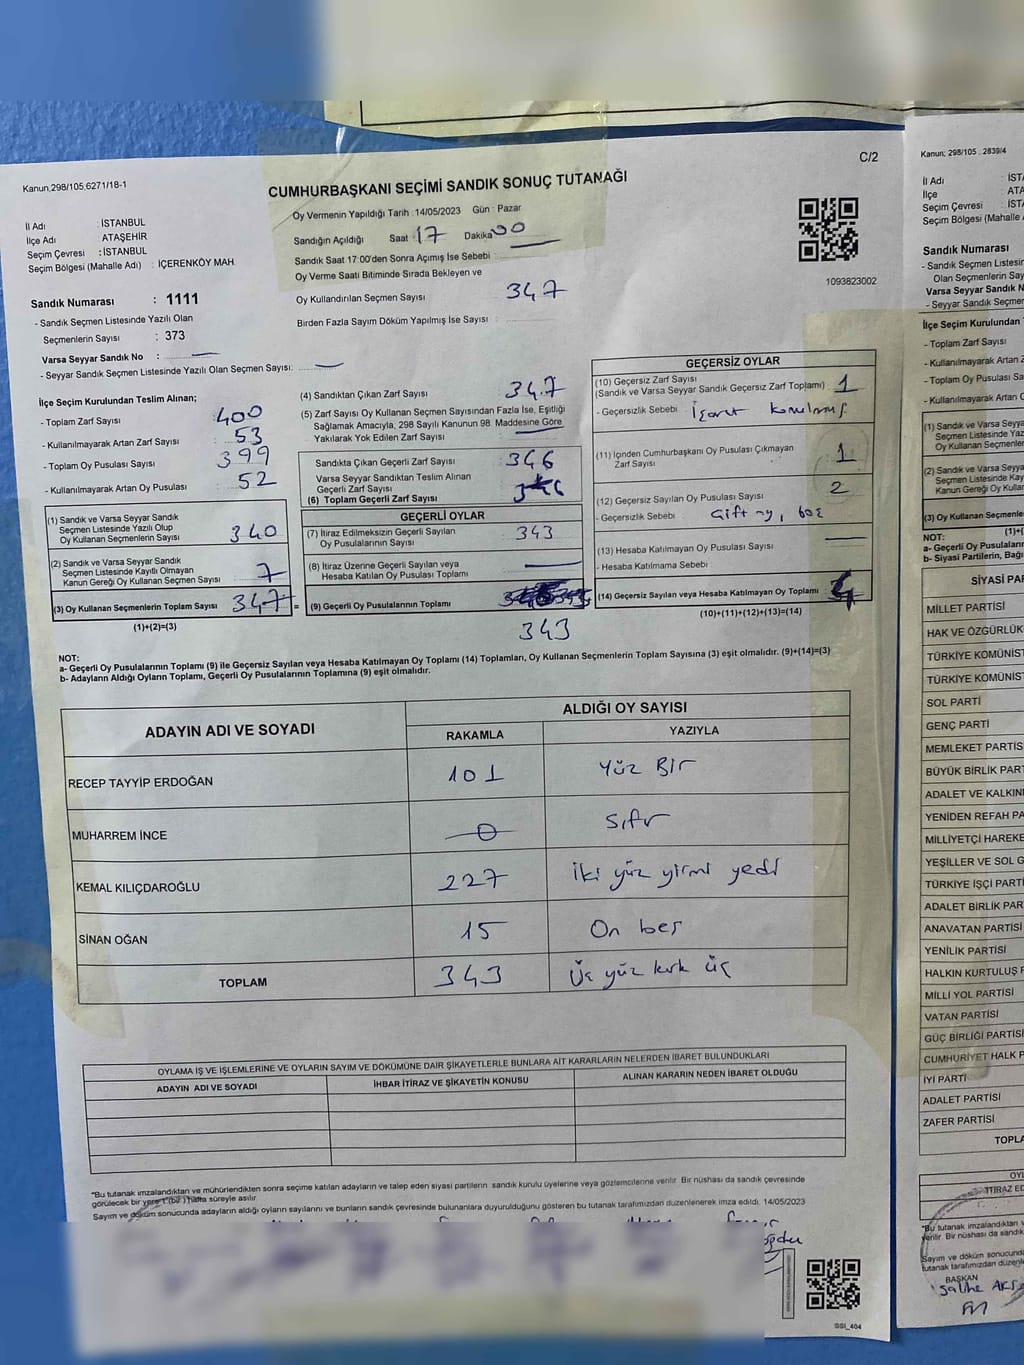 C/2
Kanun,298/105,6271/18-1
CUMHURBAŞKANI SEÇİMİ SANDIK SONUÇ TUTANAĞI
İl Adı : İSTANBUL
İlçe Adı : ATAŞEHİR
Seçim Çevresi : İSTANBUL
Seçim Bölgesi (Mahalle Adı) : İÇERENKÖY MAH.
Oy Vermenin Yapıldığı Tarih : 14/05/2023 Gün : Pazar
Sandığın Açıldığı Saat : 17 Dakika 00
Sandık Saat 17:00'den Sonra Açımış İse Sebebi :
Oy Verme Saati Bitiminde Sırada Bekleyen ve
Oy Kullandırılan Seçmen Sayısı 347
Birden Fazla Sayım Döküm Yapılmış İse Sayısı :
1093823002
Sandık Numarası : 1111
- Sandık Seçmen Listesinde Yazılı Olan
Seçmenlerin Sayısı : 373
Varsa Seyyar Sandık No : —
- Seyyar Sandık Seçmen Listesinde Yazılı Olan Seçmen Sayısı: —
İlçe Seçim Kurulundan Teslim Alınan;
- Toplam Zarf Sayısı : 400
- Kullanılmayarak Artan Zarf Sayısı : 53
- Toplam Oy Pusulası Sayısı : 399
- Kullanılmayarak Artan Oy Pusulası : 52
(1) Sandık ve Varsa Seyyar Sandık
Seçmen Listesinde Yazılı Olup
Oy Kullanan Seçmenlerin Sayısı 340
(2) Sandık ve Varsa Seyyar Sandık
Seçmen Listesinde Kayıtlı Olmayan
Kanun Gereği Oy Kullanan Seçmen Sayısı 7
(3) Oy Kullanan Seçmenlerin Toplam Sayısı 347 =
(1)+(2)=(3)
(4) Sandıktan Çıkan Zarf Sayısı 347
(5) Zarf Sayısı Oy Kullanan Seçmen Sayısından Fazla İse, Eşitliği
Sağlamak Amacıyla, 298 Sayılı Kanunun 98. Maddesine Göre
Yakılarak Yok Edilen Zarf Sayısı —
Sandıkta Çıkan Geçerli Zarf Sayısı 346
Varsa Seyyar Sandıktan Teslim Alınan
Geçerli Zarf Sayısı
(6) Toplam Geçerli Zarf Sayısı 346
GEÇERLİ OYLAR
(7) İtiraz Edilmeksizin Geçerli Sayılan
Oy Pusulalarının Sayısı 343
(8) İtiraz Üzerine Geçerli Sayılan veya
Hesaba Katılan Oy Pusulası Toplamı —
(9) Geçerli Oy Pusulalarının Toplamı
343
GEÇERSİZ OYLAR
(10) Geçersiz Zarf Sayısı
(Sandık ve Varsa Seyyar Sandık Geçersiz Zarf Toplamı) 1
- Geçersizlik Sebebi : İşaret konulmuş
(11) İçinden Cumhurbaşkanı Oy Pusulası Çıkmayan
Zarf Sayısı 1
(12) Geçersiz Sayılan Oy Pusulası Sayısı 2
- Geçersizlik Sebebi : Çift oy, boş
(13) Hesaba Katılmayan Oy Pusulası Sayısı —
- Hesaba Katılmama Sebebi
(14) Geçersiz Sayılan veya Hesaba Katılmayan Oy Toplamı 4
(10)+(11)+(12)+(13)=(14)
NOT:
a- Geçerli Oy Pusulalarının Toplamı (9) ile Geçersiz Sayılan veya Hesaba Katılmayan Oy Toplamı (14) Toplamları, Oy Kullanan Seçmenlerin Toplam Sayısına (3) eşit olmalıdır. (9)+(14)=(3)
b- Adayların Aldığı Oyların Toplamı, Geçerli Oy Pusulalarının Toplamına (9) eşit olmalıdır.
ADAYIN ADI VE SOYADI
ALDIĞI OY SAYISI
RAKAMLA YAZIYLA
RECEP TAYYİP ERDOĞAN 101 Yüz Bir
MUHARREM İNCE 0 Sıfır
KEMAL KILIÇDAROĞLU 227 iki yüz yirmi yedi
SİNAN OĞAN 15 On beş
TOPLAM 343 Üç yüz kırk üç
OYLAMA İŞ VE İŞLEMLERİNE VE OYLARIN SAYIM VE DÖKÜMÜNE DAİR ŞİKAYETLERLE BUNLARA AİT KARARLARIN NELERDEN İBARET BULUNDUKLARI
ADAYIN ADI VE SOYADI İHBAR İTİRAZ VE ŞİKAYETİN KONUSU ALINAN KARARIN NEDEN İBARET OLDUĞU
*Bu tutanak imzalandıktan ve mühürlendikten sonra seçime katılan adayların ve talep eden siyasi partilerin sandık kurulu üyelerine veya gözlemcilerine verilir. Bir nüshası da sandık çevresinde
görülecek bir yere 1 (bir) hafta süreyle asılır.
Sayım ve döküm sonucunda adayların aldığı oyların sayılarını ve bunların sandık çevresinde bulunanlara duyurulduğunu gösteren bu tutanak tarafımızdan düzenlenerek imza edildi. 14/05/2023
SSI_404
Kanun; 298/105 , 2839/4
İl Adı : İSTA
İlçe : ATA
Seçim Çevresi : İST
Seçim Bölgesi (Mahalle
Sandık Numarası
- Sandık Seçmen Listesin
Olan Seçmenlerin Say
Varsa Seyyar Sandık N
- Seyyar Sandık Seçmen
İlçe Seçim Kurulundan
- Toplam Zarf Sayısı
- Kullanılmayarak Artan
- Toplam Oy Pusulası
- Kullanılmayarak Artan
(1) Sandık ve Varsa
Seçmen Listesinde Yaz
Oy Kullanan Seçmenler
(2) Sandık ve Varsa
Seçmen Listesinde
Kanun Gereği Oy Kullan
(3) Oy Kullanan Seçmenle
(1)+
NOT:
a- Geçerli Oy Pusulaları
b- Siyasi Partilerin, Bağı
SİYASİ PAR
MİLLET PARTİSİ
HAK VE ÖZGÜRLÜK
TÜRKİYE KOMÜNİS
TÜRKİYE KOMÜNİST
SOL PARTİ
GENÇ PARTİ
MEMLEKET PARTİS
BÜYÜK BİRLİK PART
ADALET VE KALKIN
YENİDEN REFAH PA
MİLLİYETÇİ HAREKE
YEŞİLLER VE SOL G
TÜRKİYE İŞÇİ PARTİ
ADALET BİRLİK PAR
ANAVATAN PARTİSİ
YENİLİK PARTİSİ
HALKIN KURTULUŞ P
MİLLİ YOL PARTİSİ
VATAN PARTİSİ
GÜÇ BİRLİĞİ PARTİSİ
CUMHURİYET HALK P
İYİ PARTİ
ADALET PARTİSİ
ZAFER PARTİSİ
TOPLA
İTİRAZ ED
*Bu tutanak imzalandıktan
verilir. Bir nüshası da sandık
Sayım ve döküm sonucunda
tutanak tarafımızdan düzenle
BAŞKAN